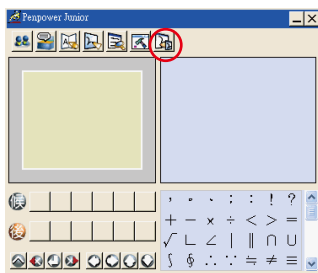 Penpower Junior
候
後
, 。 、 ; : ! ?
+ − × ÷ < > =
√ ∟ ∠ | ∥ ∩ ∪
∫ ∮ ∴ ∵ ≒ ≠ ≡